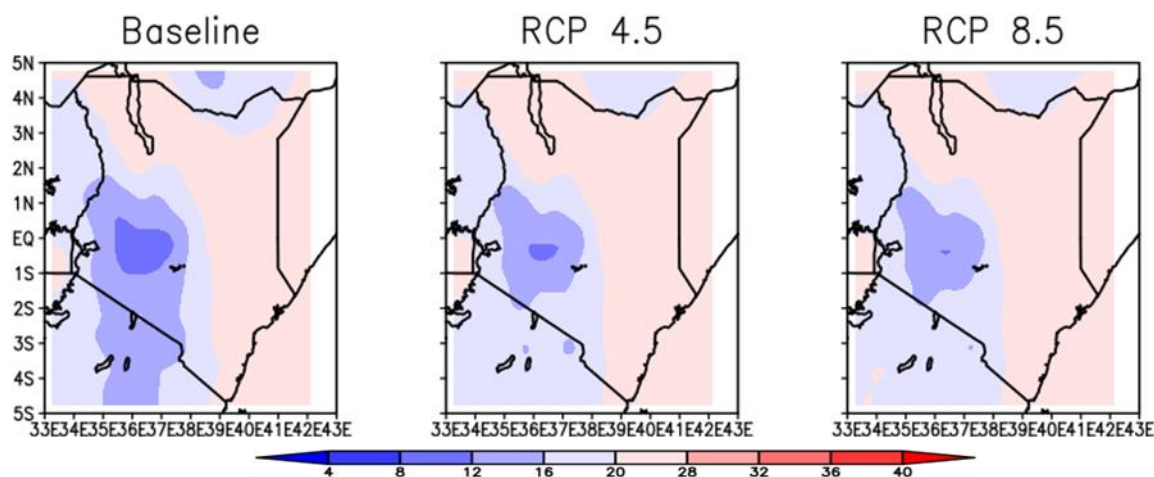 Baseline RCP 4.5 RCP 8.5
5N
4N
3N
2N
1N
EQ
1S
2S
3S
4S
5S
33E34E35E36E37E38E39E40E41E42E43E 33E34E35E36E37E38E39E40E41E42E43E 33E34E35E36E37E38E39E40E41E42E43E
4 8 12 16 20 28 32 36 40